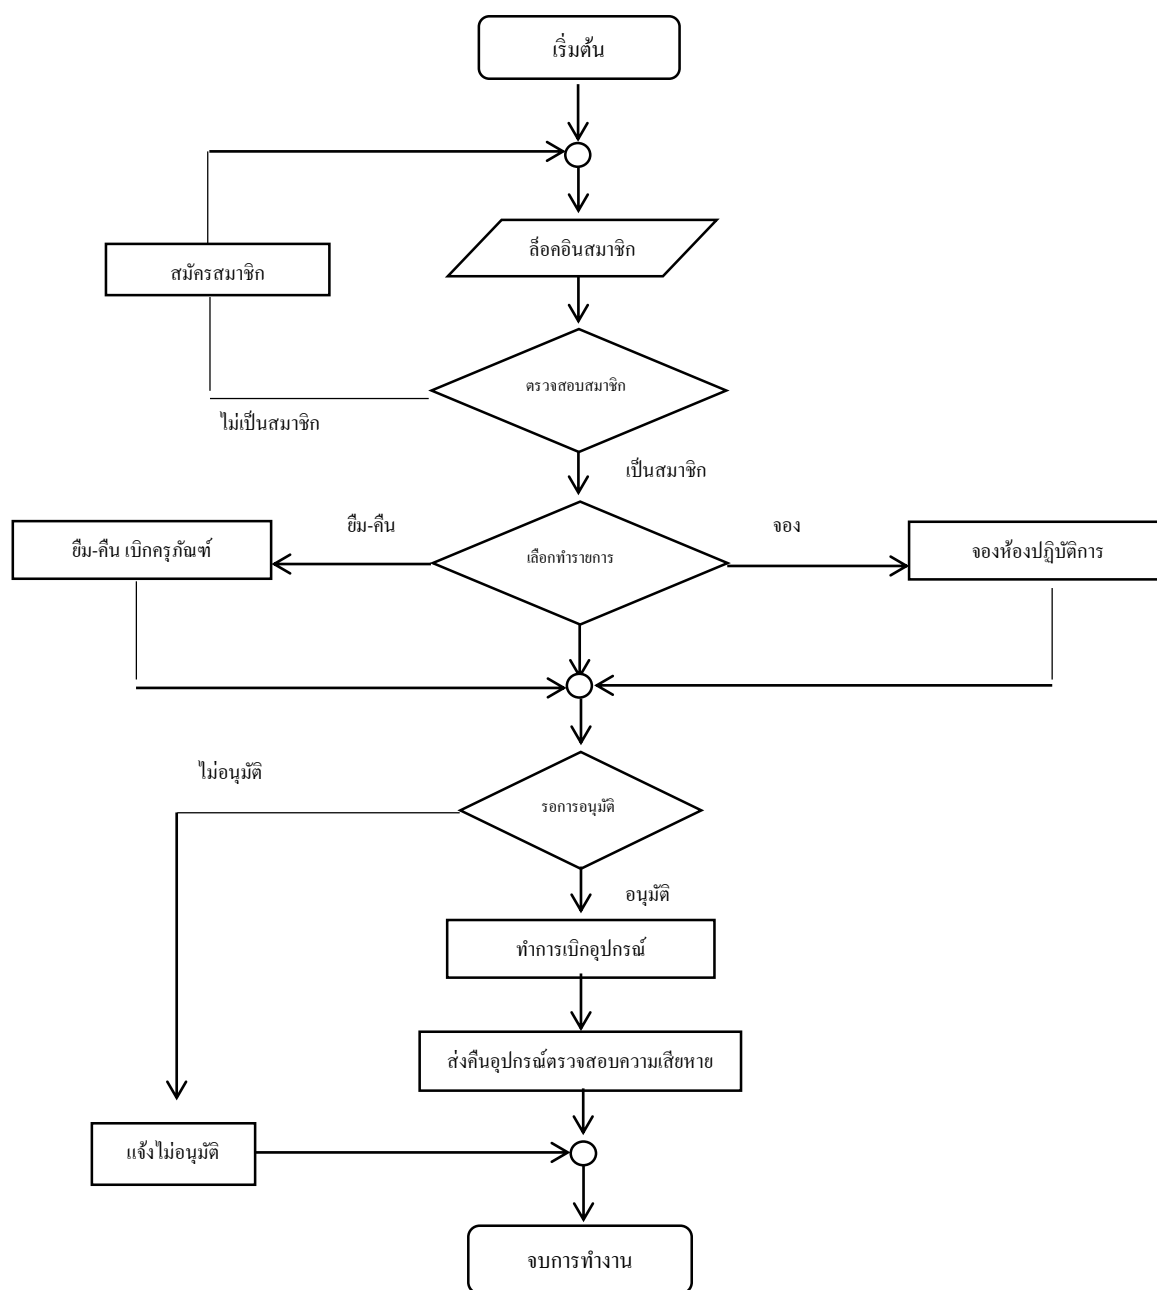 เริ่มต้น
ล็อคอินสมาชิก
สมัครสมาชิก
ตรวจสอบสมาชิก
ไม่เป็นสมาชิก
เป็นสมาชิก
ยืม-คืน
จอง
ยืม-คืน เบิกครุภัณฑ์
เลือกทำรายการ
จองห้องปฏิบัติการ
ไม่อนุมัติ
รอการอนุมัติ
อนุมัติ
ทำการเบิกอุปกรณ์
ส่งคืนอุปกรณ์ตรวจสอบความเสียหาย
แจ้งไม่อนุมัติ
จบการทำงาน